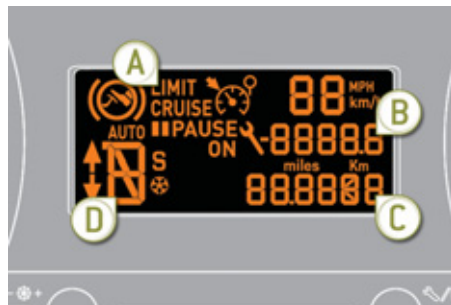 A
LIMIT
CRUISE
88 MPH
km/h
B
AUTO
PAUSE
ON
-8888.8
S
miles Km
88.8888
D
C
- +